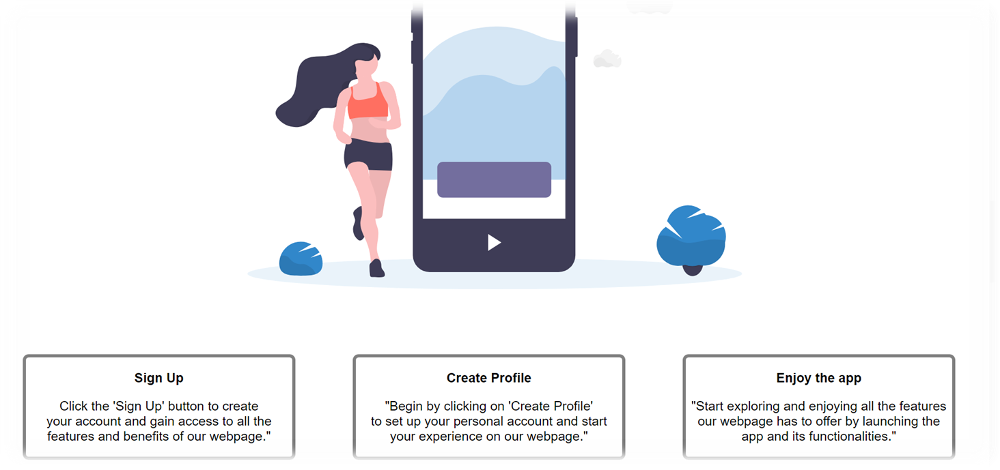 Sign Up
Click the 'Sign Up' button to create
your account and gain access to all the
features and benefits of our webpage."
Create Profile
"Begin by clicking on 'Create Profile'
to set up your personal account and start
your experience on our webpage."
Enjoy the app
"Start exploring and enjoying all the features
our webpage has to offer by launching the
app and its functionalities."